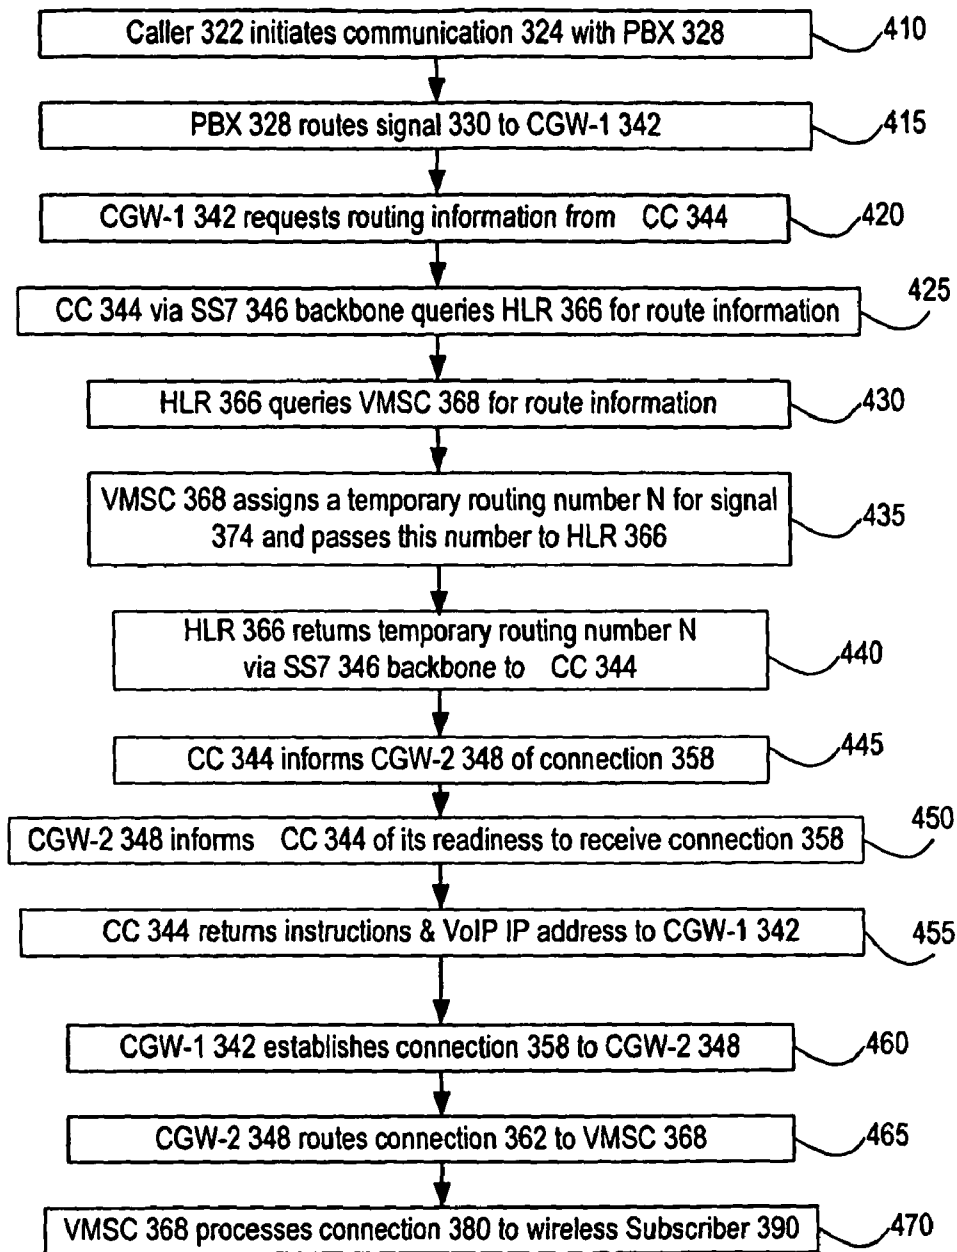 Caller 322 initiates communication 324 with PBX 328
410
PBX 328 routes signal 330 to CGW-1 342
415
CGW-1 342 requests routing information from CC 344
420
CC 344 via SS7 346 backbone queries HLR 366 for route information
425
HLR 366 queries VMSC 368 for route information
430
VMSC 368 assigns a temporary routing number N for signal
374 and passes this number to HLR 366
435
HLR 366 returns temporary routing number N
via SS7 346 backbone to CC 344
440
CC 344 informs CGW-2 348 of connection 358
445
CGW-2 348 informs CC 344 of its readiness to receive connection 358
450
CC 344 returns instructions & VoIP IP address to CGW-1 342
455
CGW-1 342 establishes connection 358 to CGW-2 348
460
CGW-2 348 routes connection 362 to VMSC 368
465
VMSC 368 processes connection 380 to wireless Subscriber 390
470